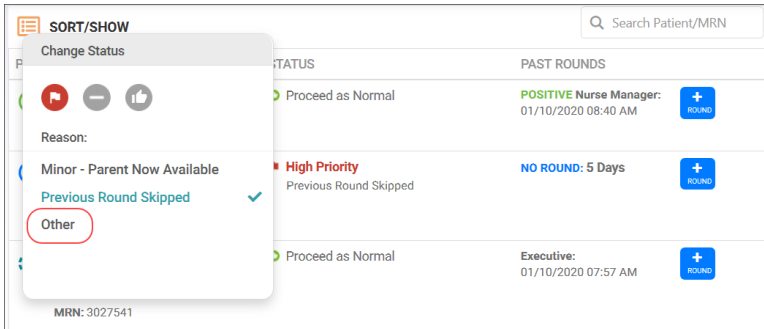 SORT/SHOW
Search Patient/MRN
Change Status
P
TATUS
PAST ROUNDS
Reason:
Minor - Parent Now Available
Previous Round Skipped
Other
Proceed as Normal
POSITIVE Nurse Manager:
01/10/2020 08:40 AM
+
ROUND
High Priority
Previous Round Skipped
NO ROUND: 5 Days
+
ROUND
Proceed as Normal
Executive:
01/10/2020 07:57 AM
+
ROUND
MRN: 3027541